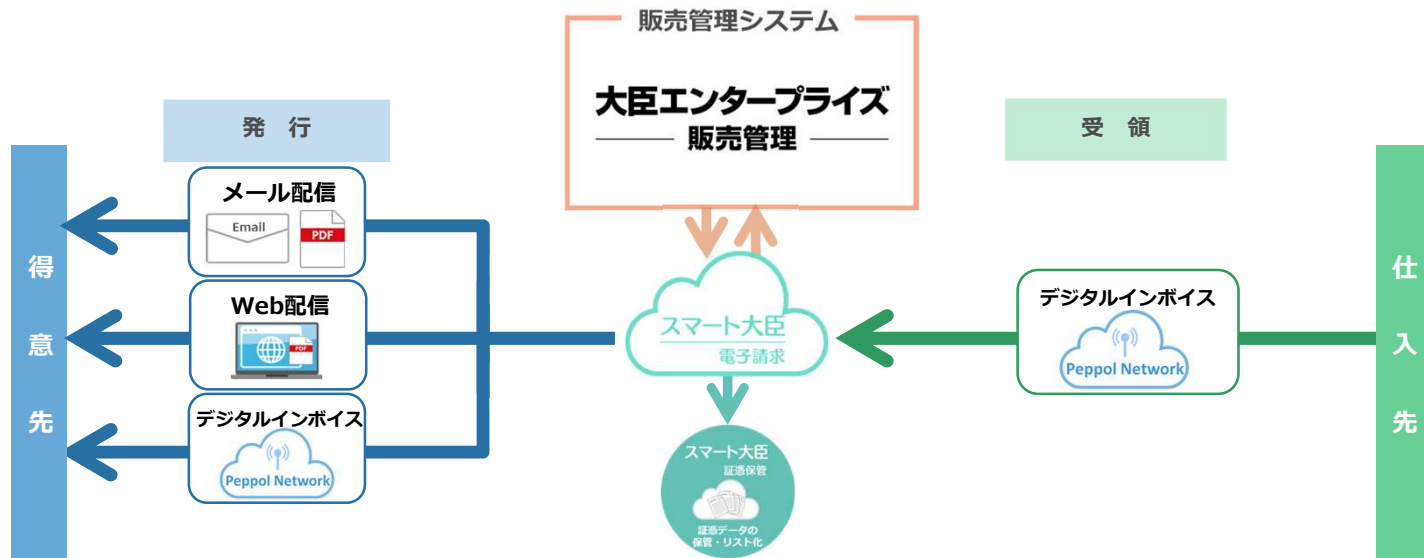 販売管理システム
大臣エンタープライズ
販売管理
発 行
受 領
メール配信
Email
PDF
Web配信
PDF
デジタルインボイス
Peppol Network
得意先
スマート大臣
電子請求
スマート大臣
証憑保管
証憑データの
保管・リスト化
デジタルインボイス
Peppol Network
仕入先